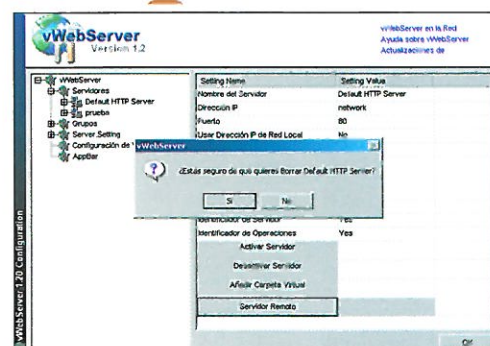 vWebServer
Version 1.2
vWebServer en la Red
Ayuda sobre vWebServer
Actualizaciones de
vWebServer
Servidores
Default HTTP Server
prueba
Grupos
Server Setting
Configuración de
AppBar
Setting Name Setting Value
Nombre del Servidor Default HTTP Server
Dirección IP network
Puerto 80
Usar Dirección IP de Red Local No
vWebServer
¿Estás seguro de que quieres Borrar Default HTTP Server?
Sí No
Identificador de Servidor Yes
Identificador de Operaciones Yes
Activar Servidor
Desactivar Servidor
Añadir Carpeta Virtual
Servidor Remoto
vWebServer 1.20 Configuration